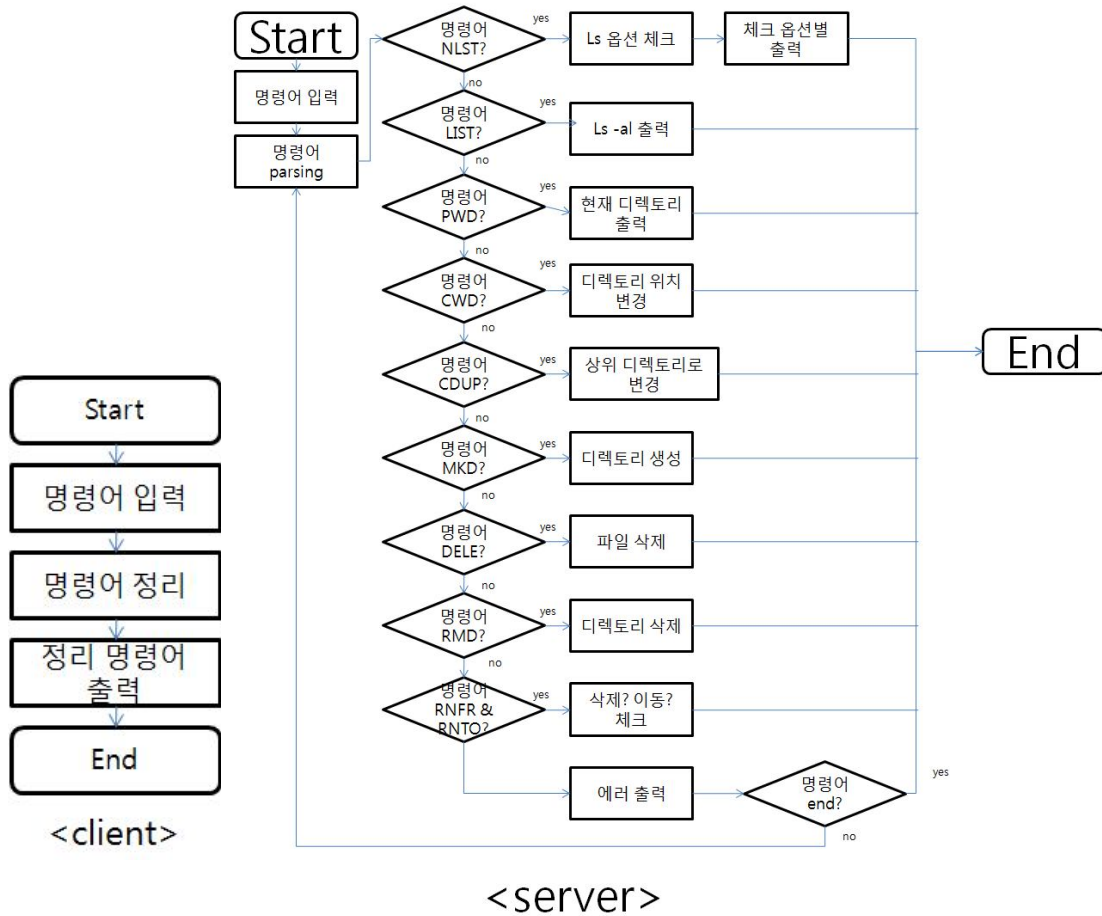 Start
명령어 입력
명령어
parsing
명령어
NLST?
yes
Ls 옵션 체크
체크 옵션별
출력
no
명령어
LIST?
yes
Ls -al 출력
no
명령어
PWD?
yes
현재 디렉토리
출력
no
명령어
CWD?
yes
디렉토리 위치
변경
no
명령어
CDUP?
yes
상위 디렉토리로
변경
no
명령어
MKD?
yes
디렉토리 생성
no
명령어
DELE?
yes
파일 삭제
no
명령어
RMD?
yes
디렉토리 삭제
no
명령어
RNFR &
RNTO?
yes
삭제? 이동?
체크
에러 출력
명령어
end?
yes
no
End
<server>
Start
명령어 입력
명령어 정리
정리 명령어
출력
End
<client>